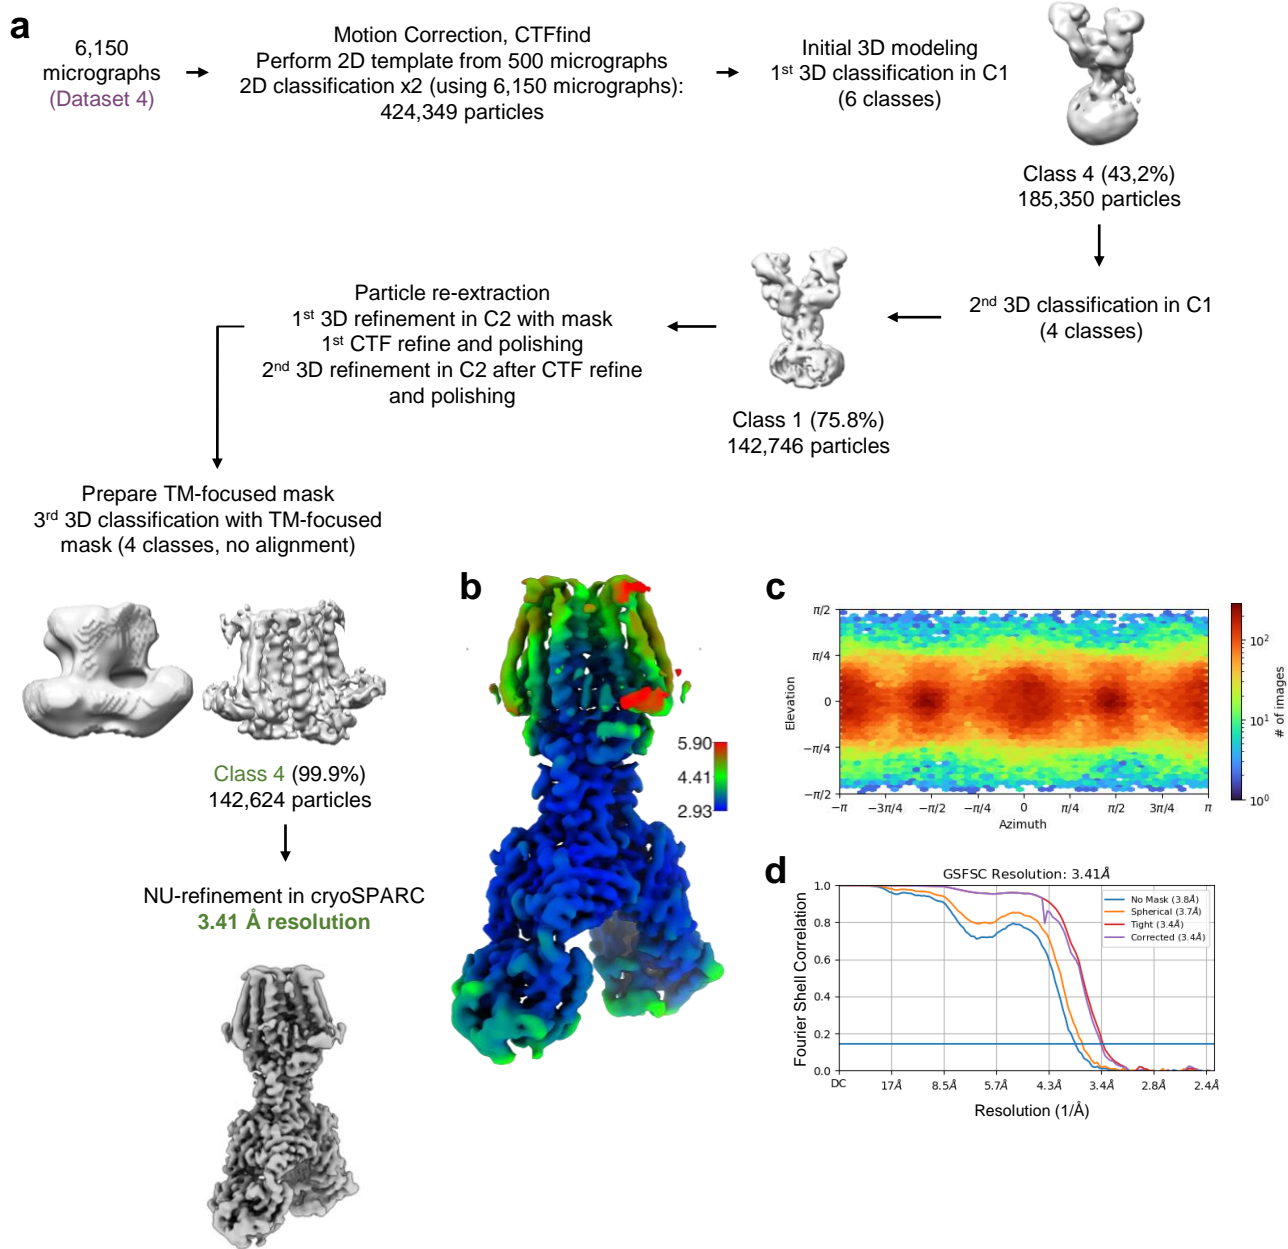 a
6,150
micrographs
(Dataset 4)
Motion Correction, CTFfind
Perform 2D template from 500 micrographs
2D classification x2 (using 6,150 micrographs):
424,349 particles
Initial 3D modeling
1st 3D classification in C1
(6 classes)
Class 4 (43,2%)
185,350 particles
2nd 3D classification in C1
(4 classes)
Class 1 (75.8%)
142,746 particles
Particle re-extraction
1st 3D refinement in C2 with mask
1st CTF refine and polishing
2nd 3D refinement in C2 after CTF refine
and polishing
Prepare TM-focused mask
3rd 3D classification with TM-focused
mask (4 classes, no alignment)
Class 4 (99.9%)
142,624 particles
NU-refinement in cryoSPARC
3.41 Å resolution
b
5.90
4.41
2.93
c
π/2
π/4
0
−π/4
−π/2
Elevation
−π
−3π/4
−π/2
−π/4
0
π/4
π/2
3π/4
π
Azimuth
10²
10¹
10⁰
# of images
d
GSFSC Resolution: 3.41Å
1.0
0.8
0.6
0.4
0.2
0.0
Fourier Shell Correlation
No Mask (3.8Å)
Spherical (3.7Å)
Tight (3.4Å)
Corrected (3.4Å)
DC
17Å
8.5Å
5.7Å
4.3Å
3.4Å
2.8Å
2.4Å
Resolution (1/Å)